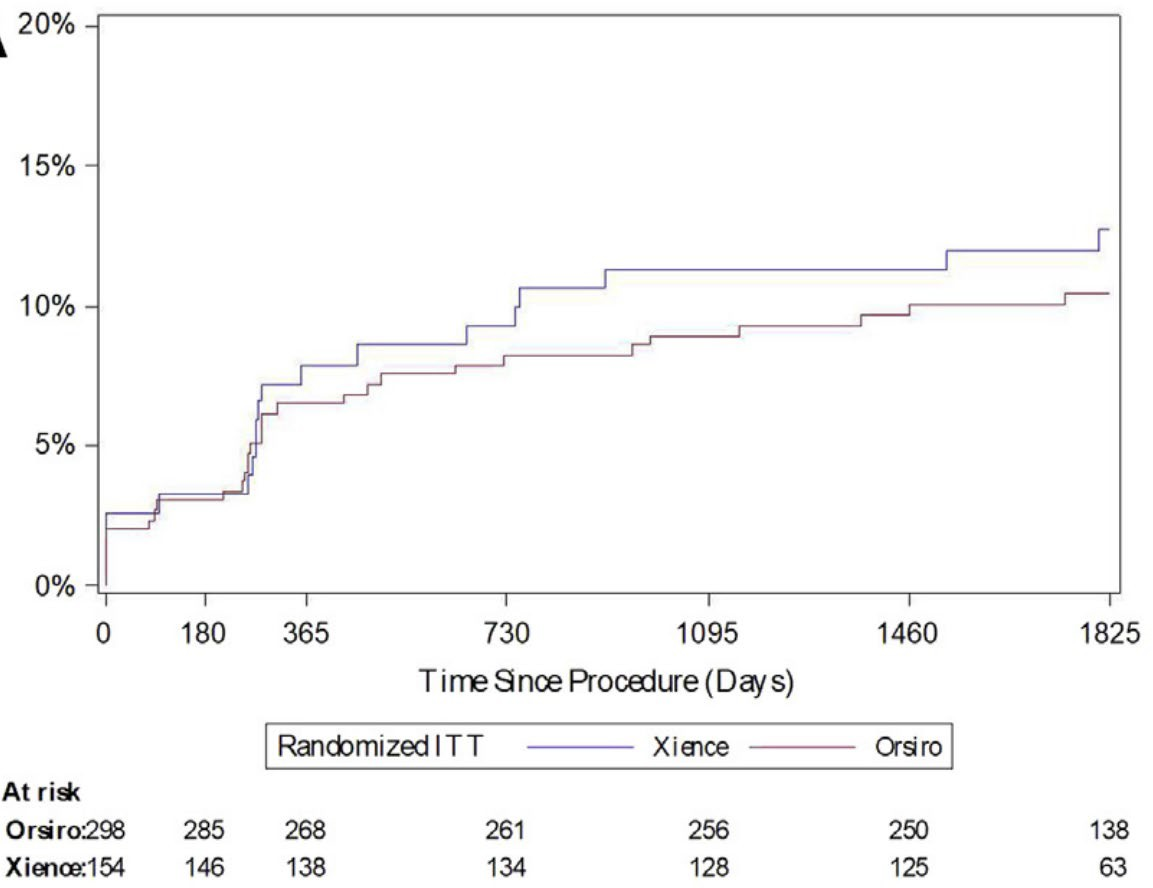 A
20%
15%
10%
5%
0%
0 180 365 730 1095 1460 1825
Time Since Procedure (Days)
Randomized ITT Xience Orsiro
At risk
Orsiro:298 285 268 261 256 250 138
Xience:154 146 138 134 128 125 63